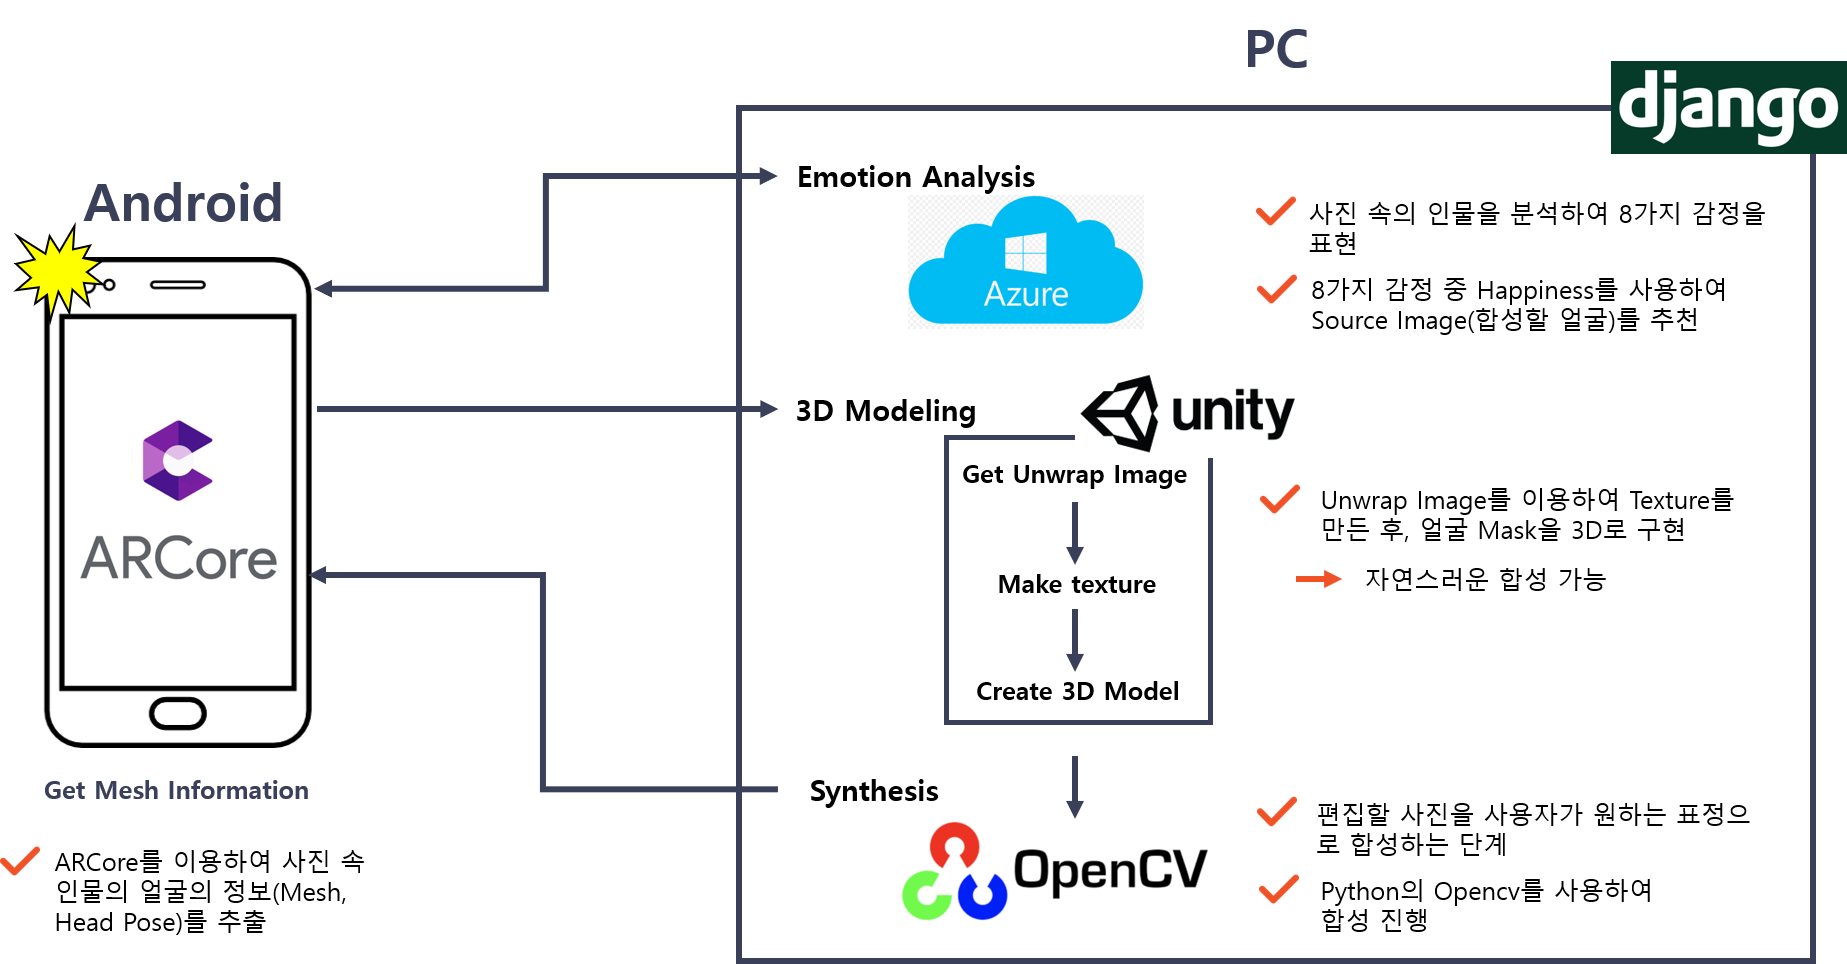 PC
django
Android
Emotion Analysis
Azure
사진 속의 인물을 분석하여 8가지 감정을
표현
8가지 감정 중 Happiness를 사용하여
Source Image(합성할 얼굴)를 추천
ARCore
3D Modeling
unity
Get Unwrap Image
Make texture
Create 3D Model
Unwrap Image를 이용하여 Texture를
만든 후, 얼굴 Mask을 3D로 구현
자연스러운 합성 가능
Get Mesh Information
ARCore를 이용하여 사진 속
인물의 얼굴의 정보(Mesh,
Head Pose)를 추출
Synthesis
OpenCV
편집할 사진을 사용자가 원하는 표정으
로 합성하는 단계
Python의 Opencv를 사용하여
합성 진행